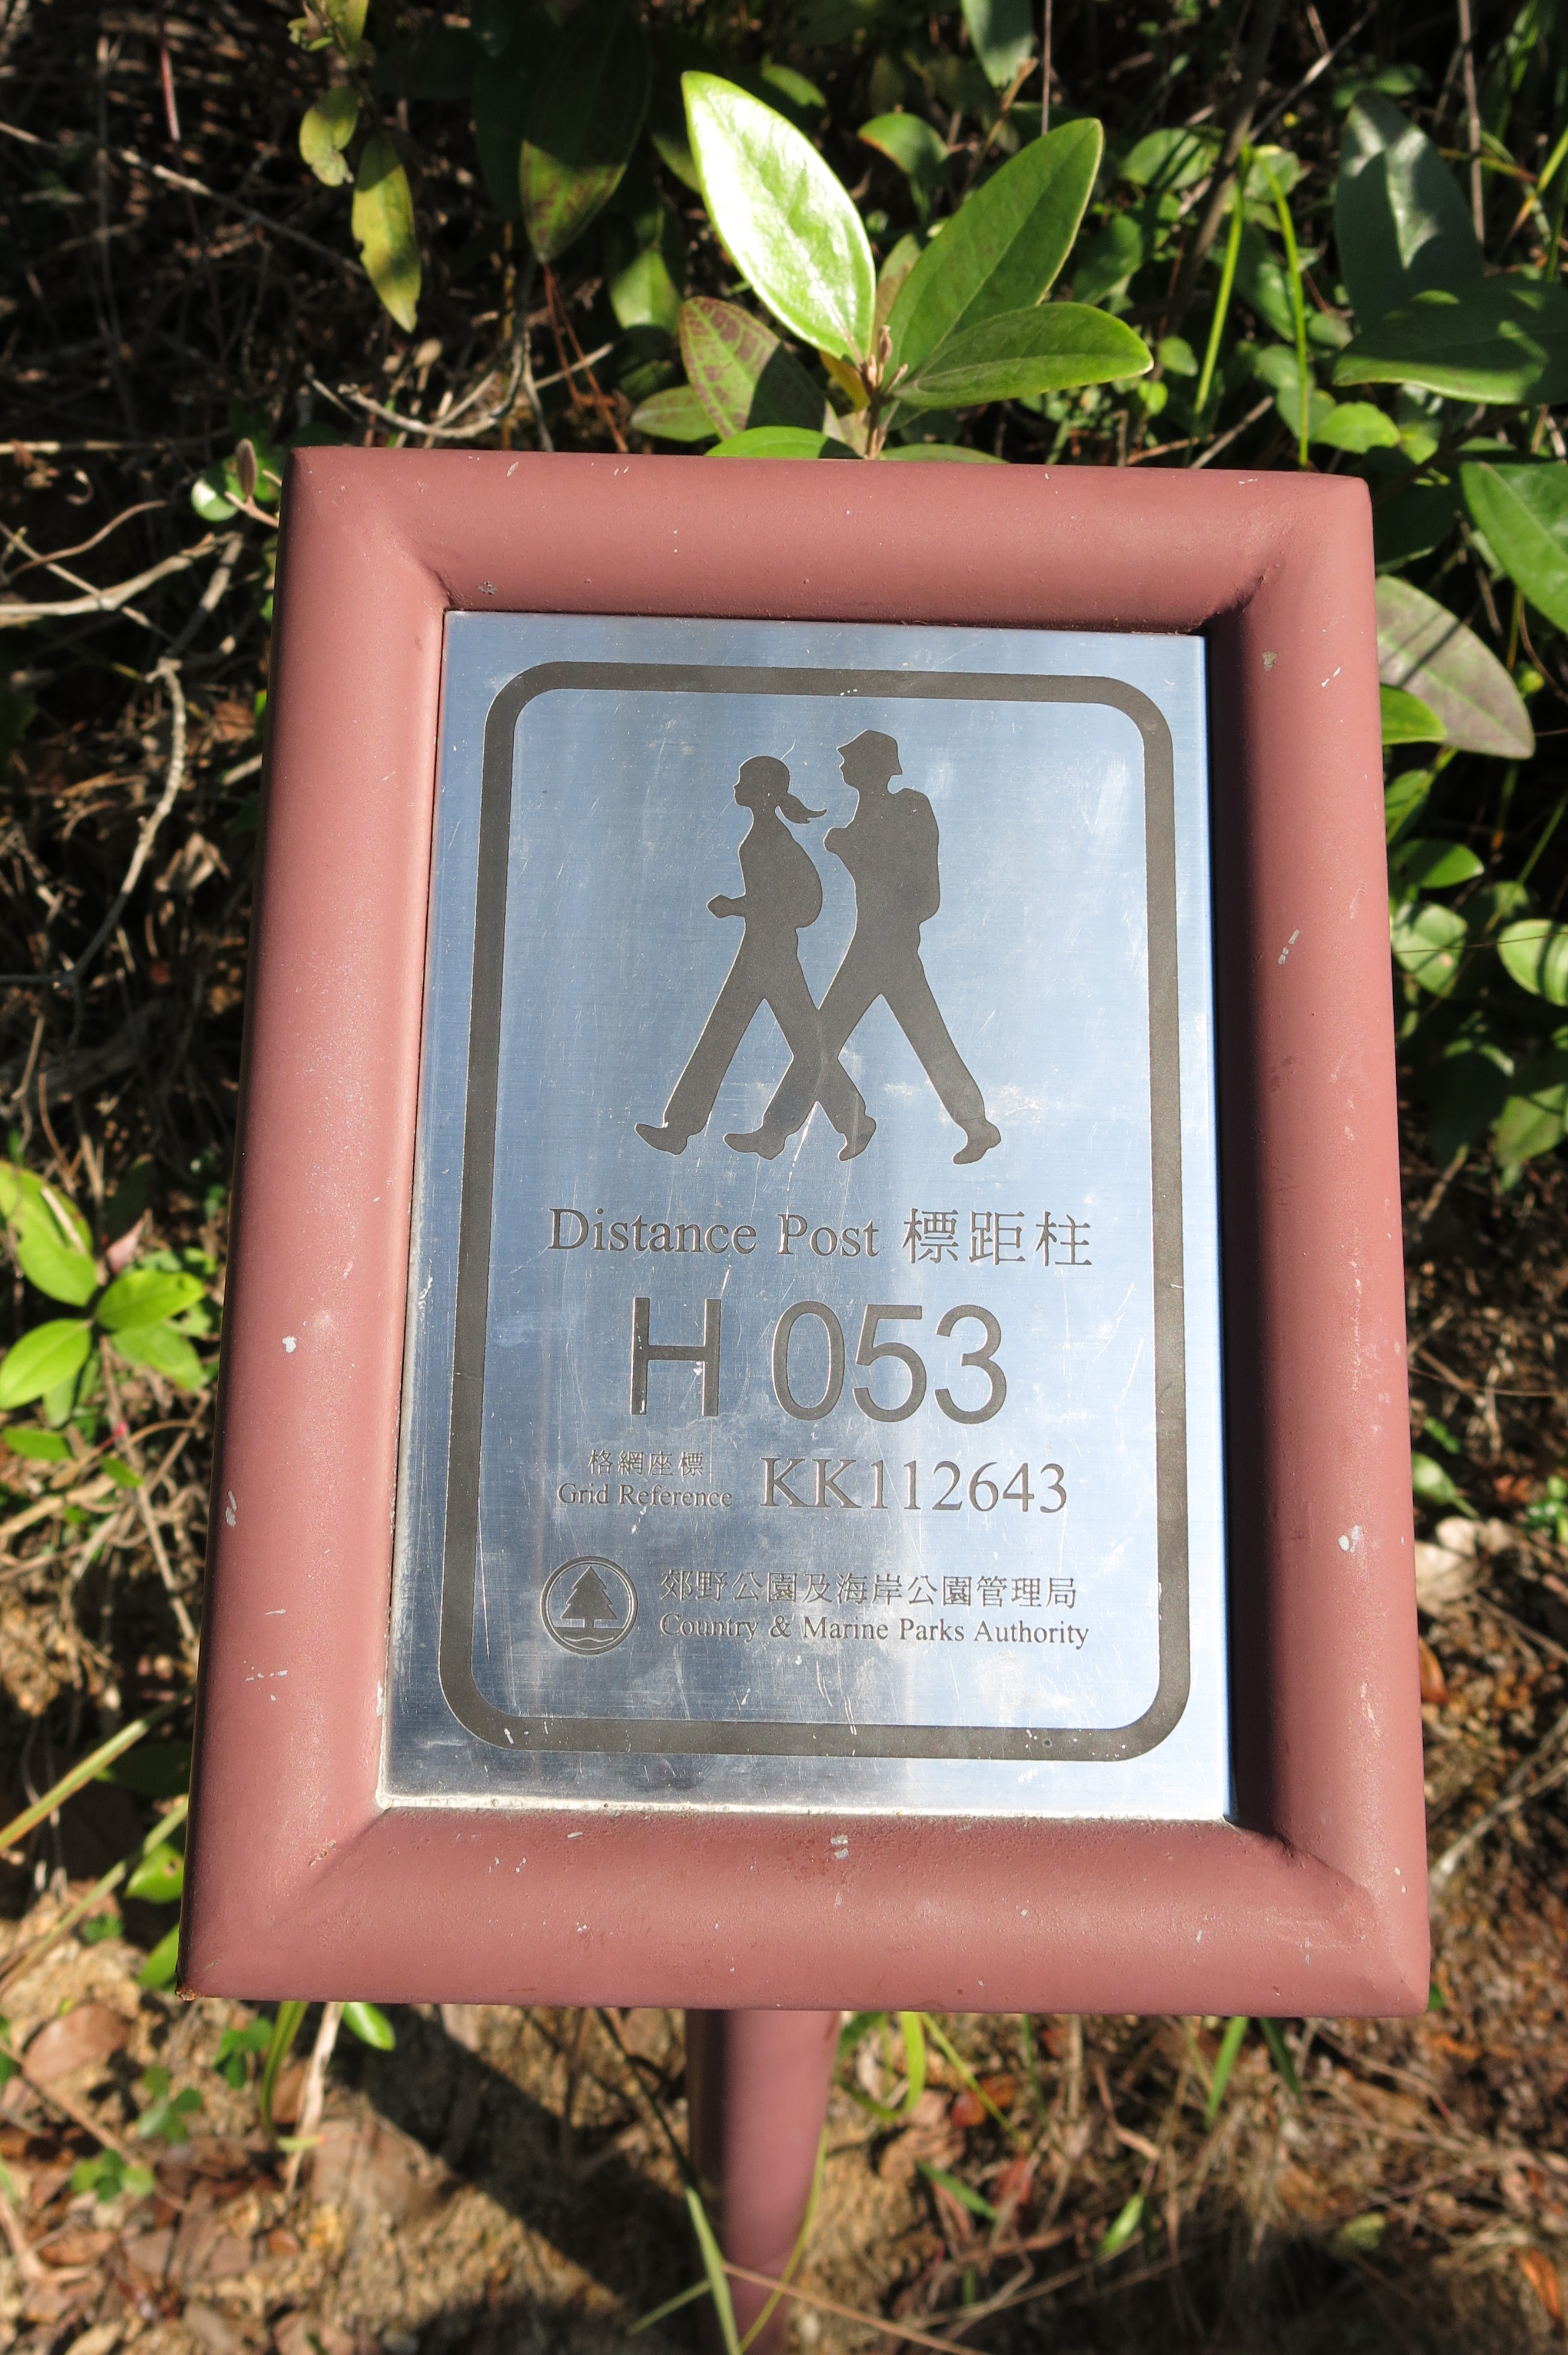 Distance Post 標距柱
H 053
格網座標
Grid Reference KK112643
郊野公園及海岸公園管理局
Country & Marine Parks Authority